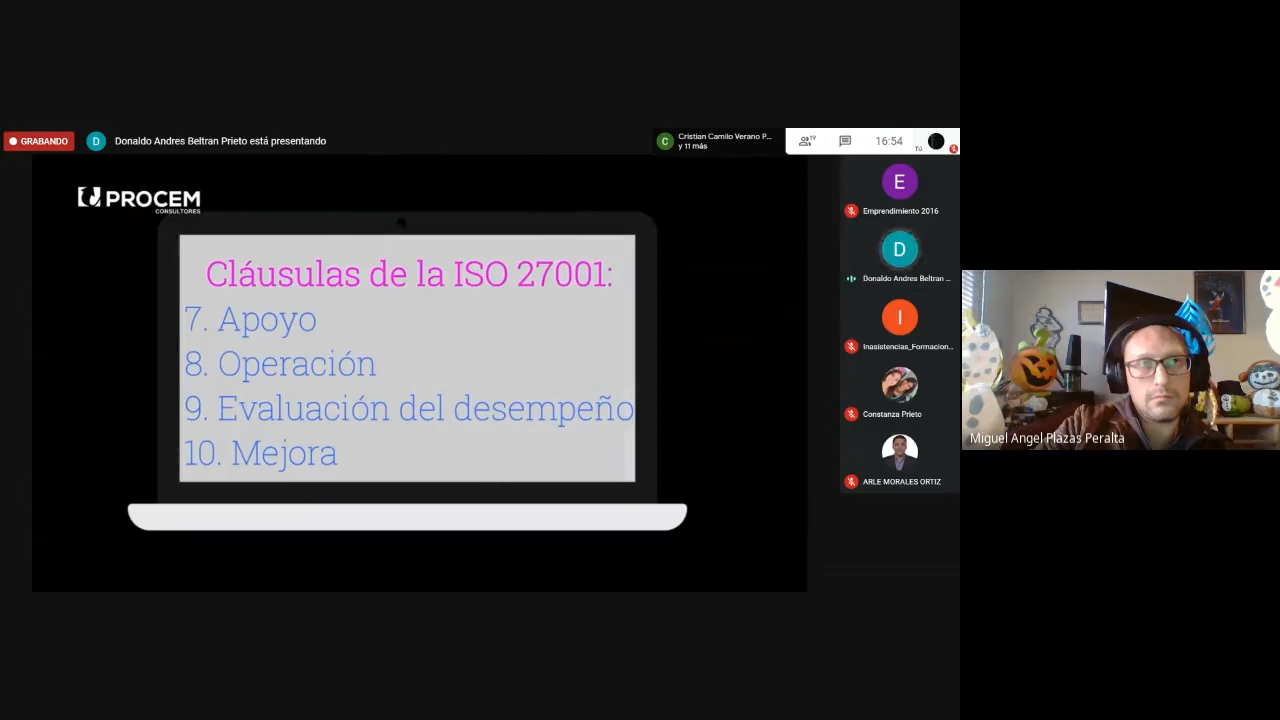 GRABANDO
D
Donaldo Andres Beltran Prieto está presentando
C
Cristian Camilo Verano P...
y 11 más
19
16:54
Tú
PROCEM
CONSULTORES
Cláusulas de la ISO 27001:
7. Apoyo
8. Operación
9. Evaluación del desempeño
10. Mejora
E
Emprendimiento 2016
D
Donaldo Andres Beltran ...
I
Inasistencias_Formacion...
Constanza Prieto
ARLE MORALES ORTIZ
Miguel Angel Plazas Peralta